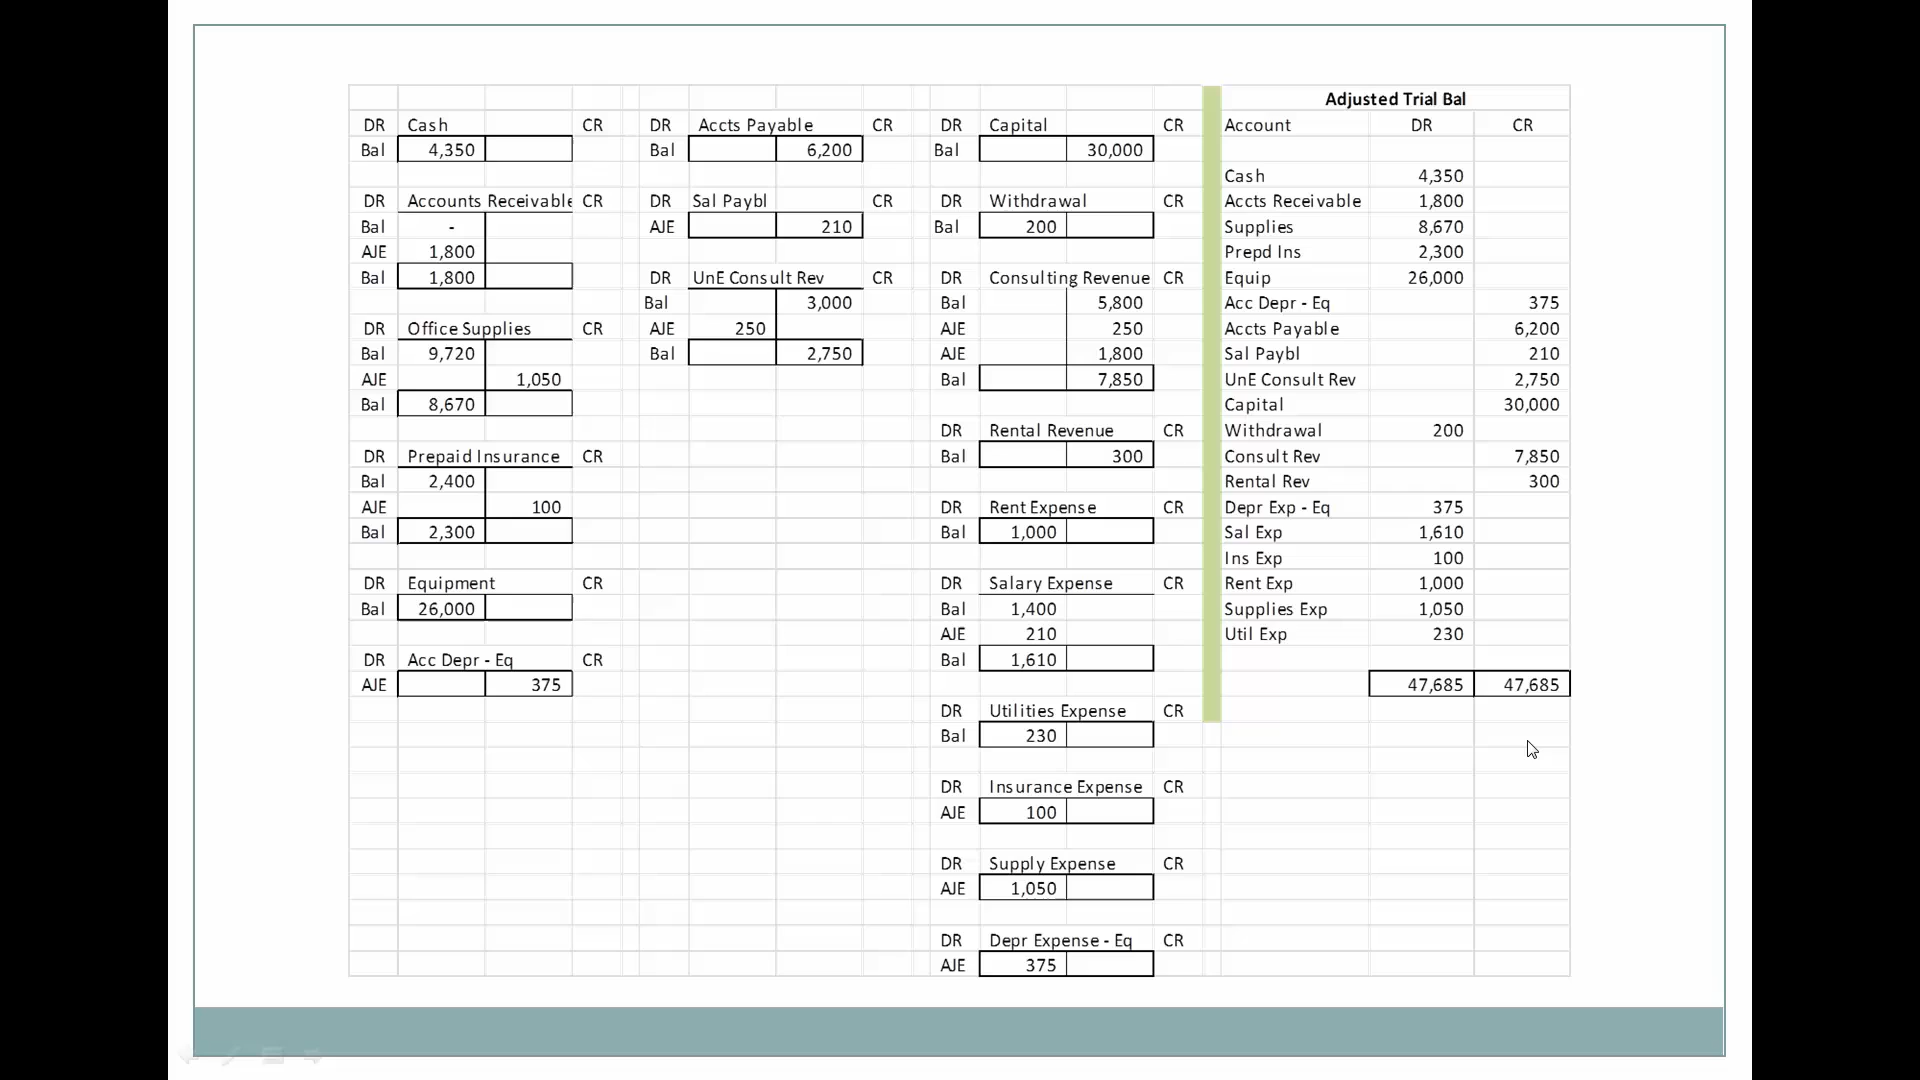 Adjusted Trial Bal
DR Cash CR DR Accts Payable CR DR Capital CR Account DR CR
Bal 4,350 Bal 6,200 Bal 30,000
Cash 4,350
DR Accounts Receivable CR DR Sal Paybl CR DR Withdrawal CR Accts Receivable 1,800
Bal - AJE 210 Bal 200 Supplies 8,670
AJE 1,800 Prepd Ins 2,300
Bal 1,800 DR UnE Consult Rev CR DR Consulting Revenue CR Equip 26,000
Bal 3,000 Bal 5,800 Acc Depr - Eq 375
DR Office Supplies CR AJE 250 AJE 250 Accts Payable 6,200
Bal 9,720 Bal 2,750 AJE 1,800 Sal Paybl 210
AJE 1,050 Bal 7,850 UnE Consult Rev 2,750
Bal 8,670 Capital 30,000
DR Rental Revenue CR Withdrawal 200
DR Prepaid Insurance CR Bal 300 Consult Rev 7,850
Bal 2,400 Rental Rev 300
AJE 100 DR Rent Expense CR Depr Exp - Eq 375
Bal 2,300 Bal 1,000 Sal Exp 1,610
Ins Exp 100
DR Equipment CR DR Salary Expense CR Rent Exp 1,000
Bal 26,000 Bal 1,400 Supplies Exp 1,050
AJE 210 Util Exp 230
DR Acc Depr - Eq CR Bal 1,610
AJE 375 47,685 47,685
DR Utilities Expense CR
Bal 230
DR Insurance Expense CR
AJE 100
DR Supply Expense CR
AJE 1,050
DR Depr Expense - Eq CR
AJE 375